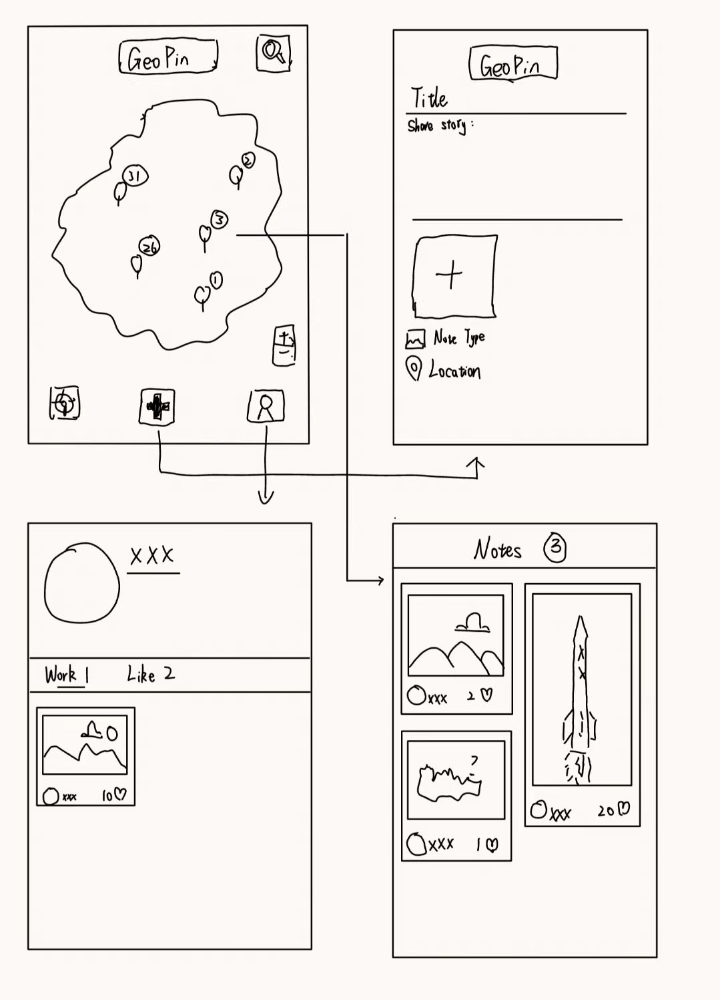 GeoPin
31
2
3
26
1
GeoPin
Title
Share story:
Note Type
Location
XXX
Work 1 Like 2
xxx 10
Notes 3
xxx 2
?
xxx 1
xxx 20